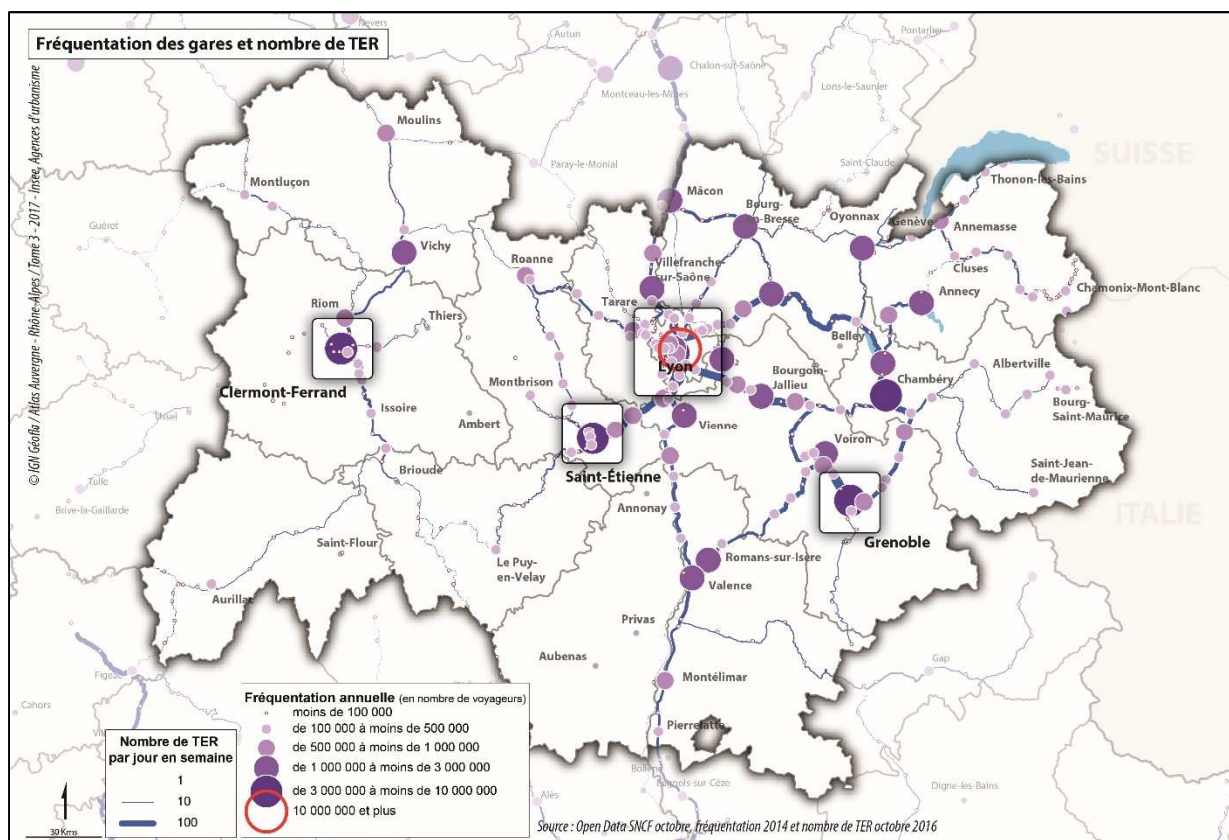 Fréquentation des gares et nombre de TER
© IGN Géofla / Atlas Auvergne - Rhône-Alpes / Tome 3 - 2017 - Insee, Agences d'urbanisme
Nevers
Autun
Pontarlier
Chalon-sur-Saône
Montceau-les-Mines
Lons-le-Saunier
Moulins
Paray-le-Monial
Saint-Claude
SUISSE
Montluçon
Thonon-les-Bains
Mâcon
Bourg-
en-Bresse
Oyonnax
Genève
Annemasse
Guéret
Vichy
Roanne
Villefranche-
sur-Saône
Cluses
Annecy
Chamonix-Mont-Blanc
Riom
Tarare
Thiers
Belley
Lyon
Albertville
Clermont-Ferrand
Montbrison
Bourgoin-
Jallieu
Chambéry
Bourg-
Saint-Maurice
Ussel
Issoire
Ambert
Vienne
Voiron
Saint-Étienne
Saint-Jean-
de-Maurienne
Tulle
Brioude
Brive-la-Gaillarde
Annonay
ITALIE
Saint-Flour
Grenoble
Le Puy-
en-Velay
Romans-sur-Isère
Valence
Aurillac
Privas
Aubenas
Gap
Figeac
Cahors
Montélimar
Pierrelatte
Bollène
Bagnols-sur-Cèze
Alès
Digne-les-Bains
Fréquentation annuelle (en nombre de voyageurs)
moins de 100 000
de 100 000 à moins de 500 000
de 500 000 à moins de 1 000 000
de 1 000 000 à moins de 3 000 000
de 3 000 000 à moins de 10 000 000
10 000 000 et plus
Nombre de TER
par jour en semaine
1
10
100
30 Kms
Source : Open Data SNCF octobre, fréquentation 2014 et nombre de TER octobre 2016